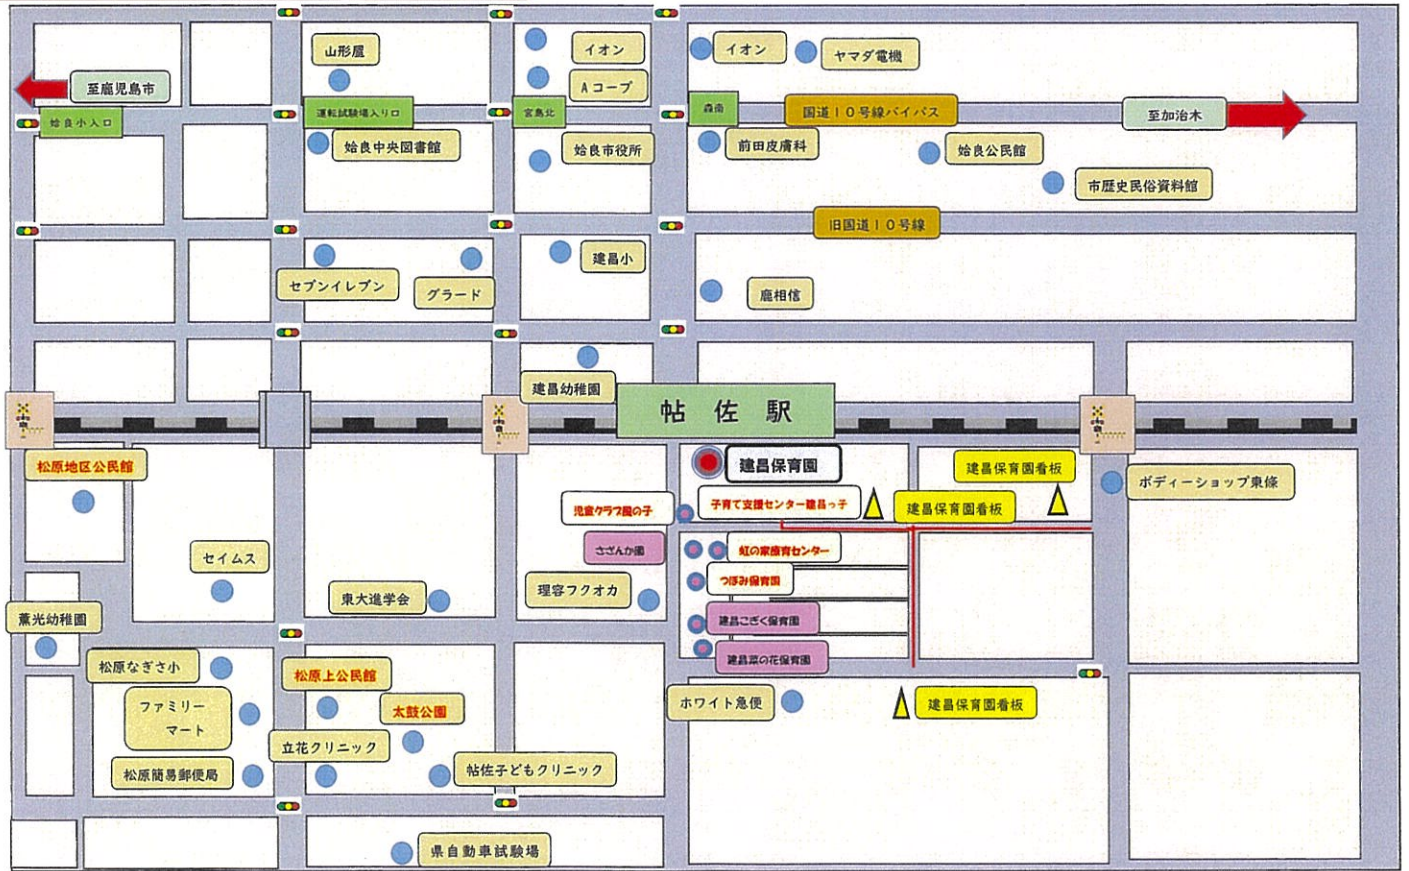 山形屋
イオン
イオン
ヤマダ電機
至鹿児島市
Aコープ
姶良小入口
運転試験場入り口
宮島北
森南
国道10号線バイパス
至加治木
姶良中央図書館
姶良市役所
前田皮膚科
姶良公民館
市歴史民俗資料館
旧国道10号線
セブンイレブン
グラード
建昌小
鹿相信
建昌幼稚園
帖佐駅
松原地区公民館
建昌保育園
建昌保育園看板
ボディーショップ東條
児童クラブ風の子
子育て支援センター建昌っ子
建昌保育園看板
さざんか園
虹の家療育センター
セイムス
東大進学会
理容フクオカ
つぼみ保育園
薫光幼稚園
建昌こぎく保育園
松原なぎさ小
松原上公民館
建昌菜の花保育園
ファミリー
マート
太鼓公園
ホワイト急便
建昌保育園看板
立花クリニック
松原簡易郵便局
帖佐子どもクリニック
県自動車試験場